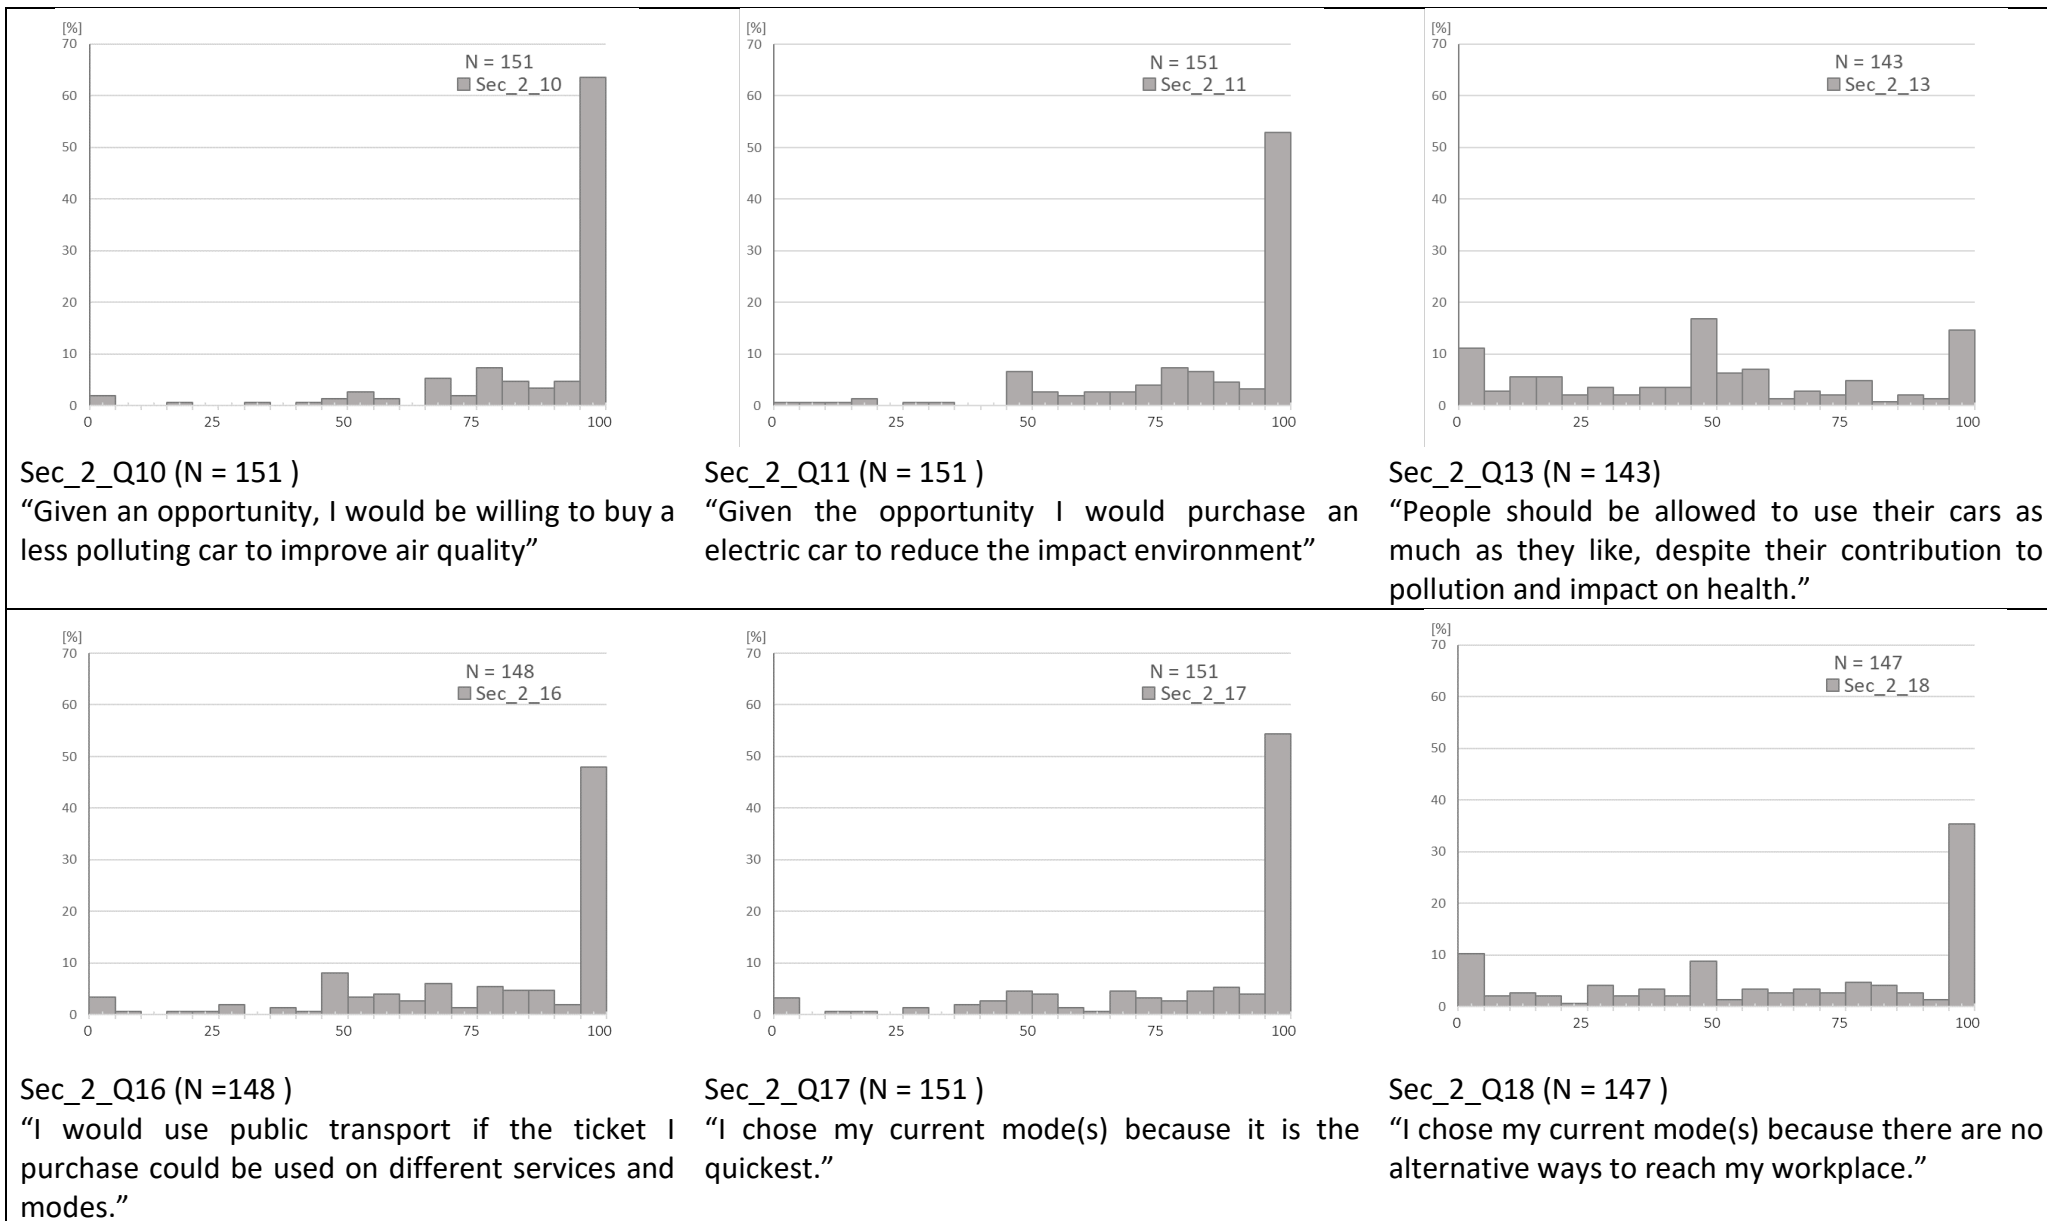 [%]
70
60
50
40
30
20
10
0
N = 151
Sec_2_10
0 25 50 75 100
Sec_2_Q10 (N = 151 )
“Given an opportunity, I would be willing to buy a
less polluting car to improve air quality”
[%]
70
60
50
40
30
20
10
0
N = 151
Sec_2_11
0 25 50 75 100
Sec_2_Q11 (N = 151 )
“Given the opportunity I would purchase an
electric car to reduce the impact environment”
[%]
70
60
50
40
30
20
10
0
N = 143
Sec_2_13
0 25 50 75 100
Sec_2_Q13 (N = 143)
“People should be allowed to use their cars as
much as they like, despite their contribution to
pollution and impact on health.”
[%]
70
60
50
40
30
20
10
0
N = 148
Sec_2_16
0 25 50 75 100
Sec_2_Q16 (N =148 )
“I would use public transport if the ticket I
purchase could be used on different services and
modes.”
[%]
70
60
50
40
30
20
10
0
N = 151
Sec_2_17
0 25 50 75 100
Sec_2_Q17 (N = 151 )
“I chose my current mode(s) because it is the
quickest.”
[%]
70
60
50
40
30
20
10
0
N = 147
Sec_2_18
0 25 50 75 100
Sec_2_Q18 (N = 147 )
“I chose my current mode(s) because there are no
alternative ways to reach my workplace.”